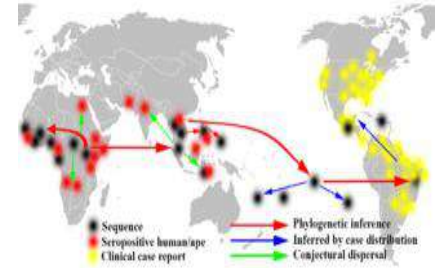 Sequence
Seropositive human/ape
Clinical case report
Phylogenetic inference
Inferred by case distribution
Conjectural dispersal